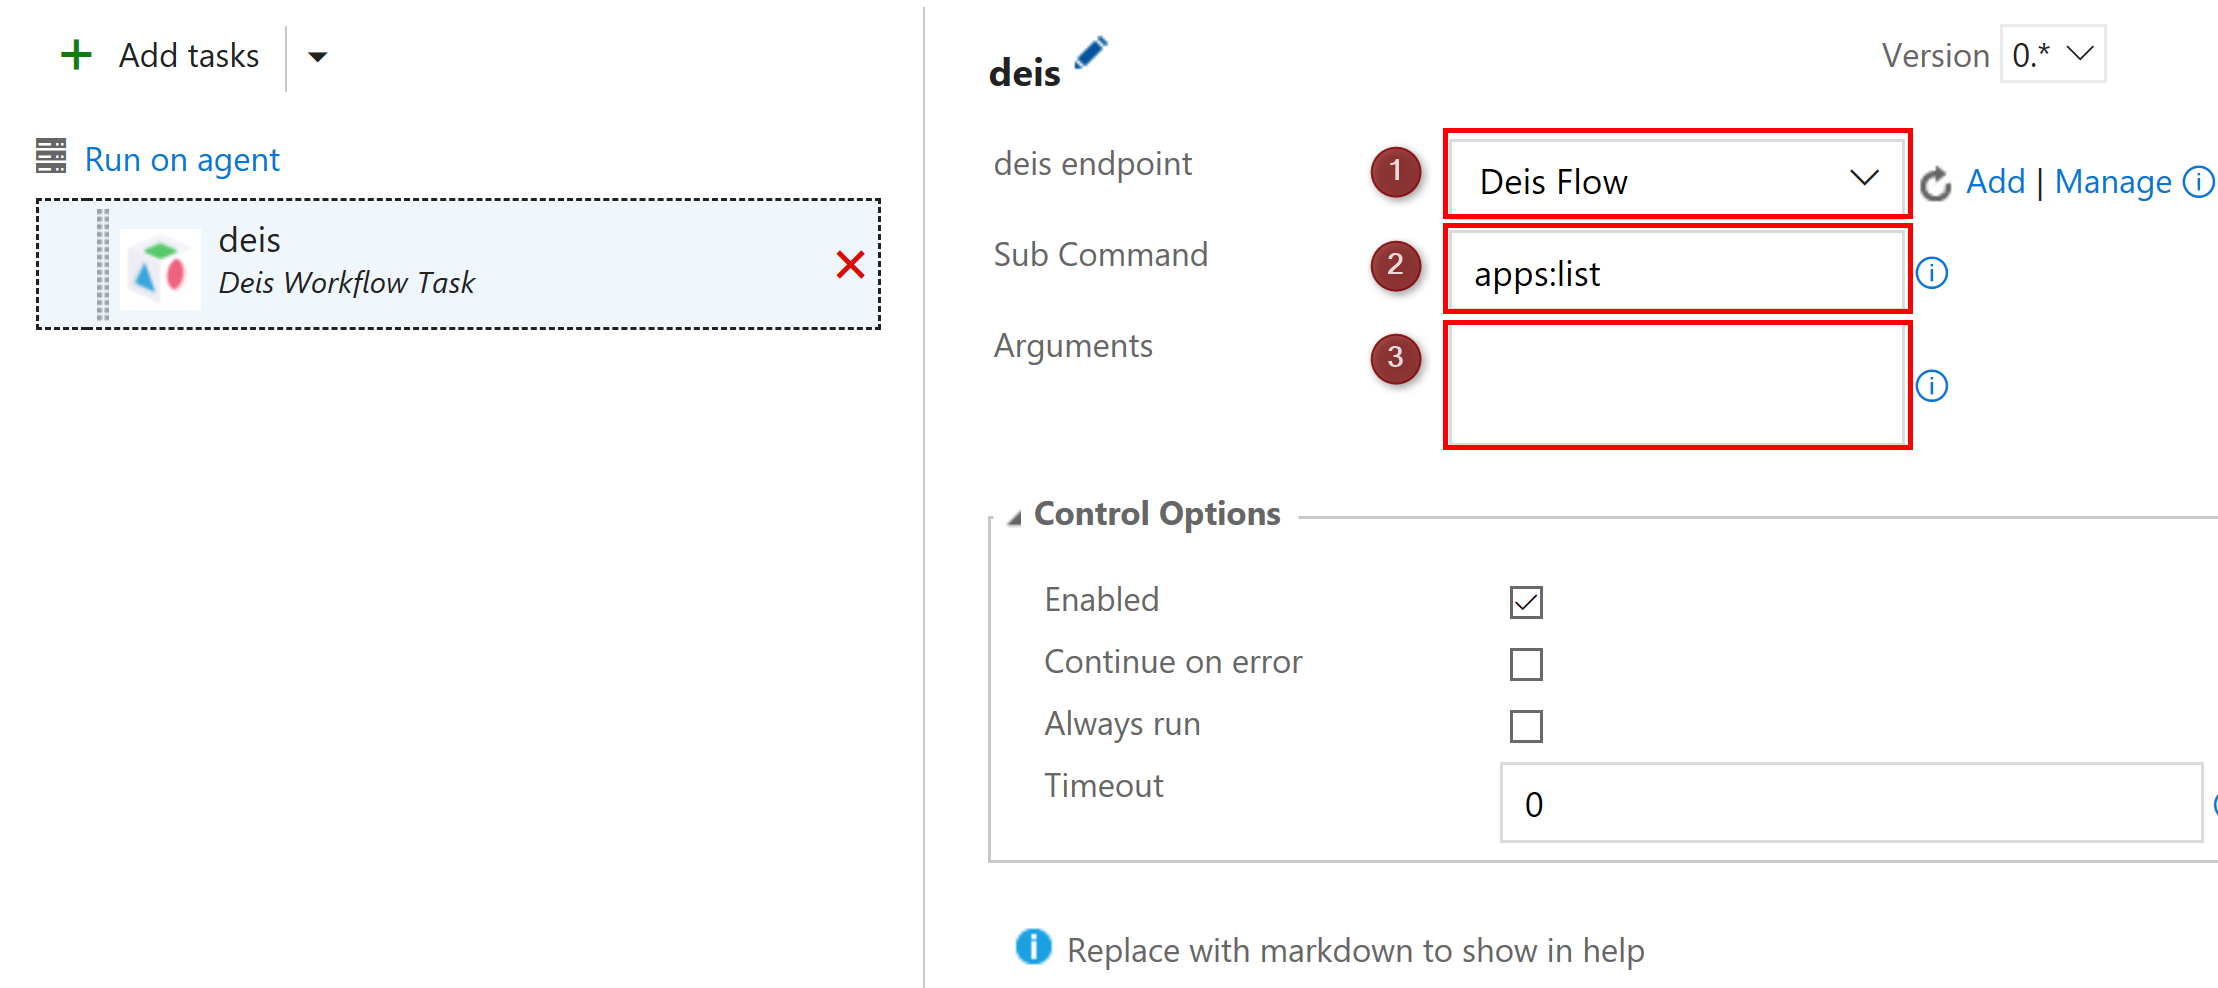 Add tasks
Run on agent
deis
Deis Workflow Task
deis
Version 0.*
deis endpoint 1 Deis Flow Add | Manage
Sub Command 2 apps:list
Arguments 3
Control Options
Enabled
Continue on error
Always run
Timeout 0
Replace with markdown to show in help